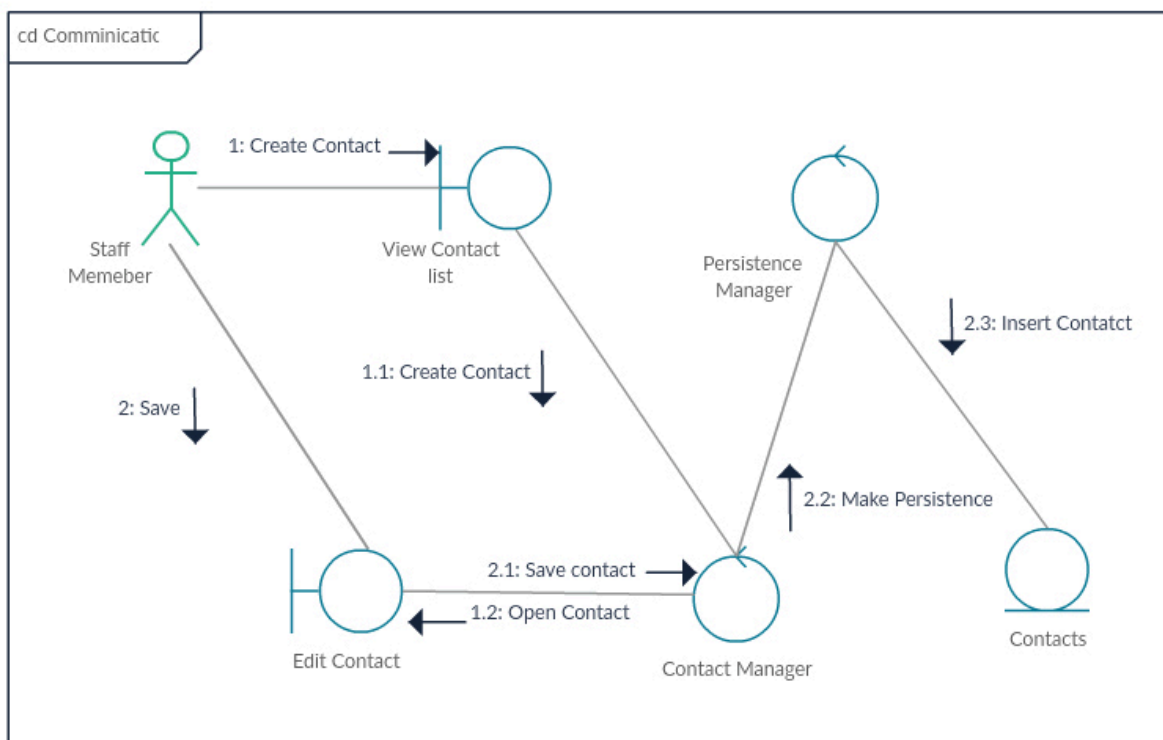 cd Comminicatic
1: Create Contact
Staff
Memeber
View Contact
list
Persistence
Manager
2.3: Insert Contatct
1.1: Create Contact
2: Save
2.2: Make Persistence
2.1: Save contact
1.2: Open Contact
Edit Contact
Contact Manager
Contacts